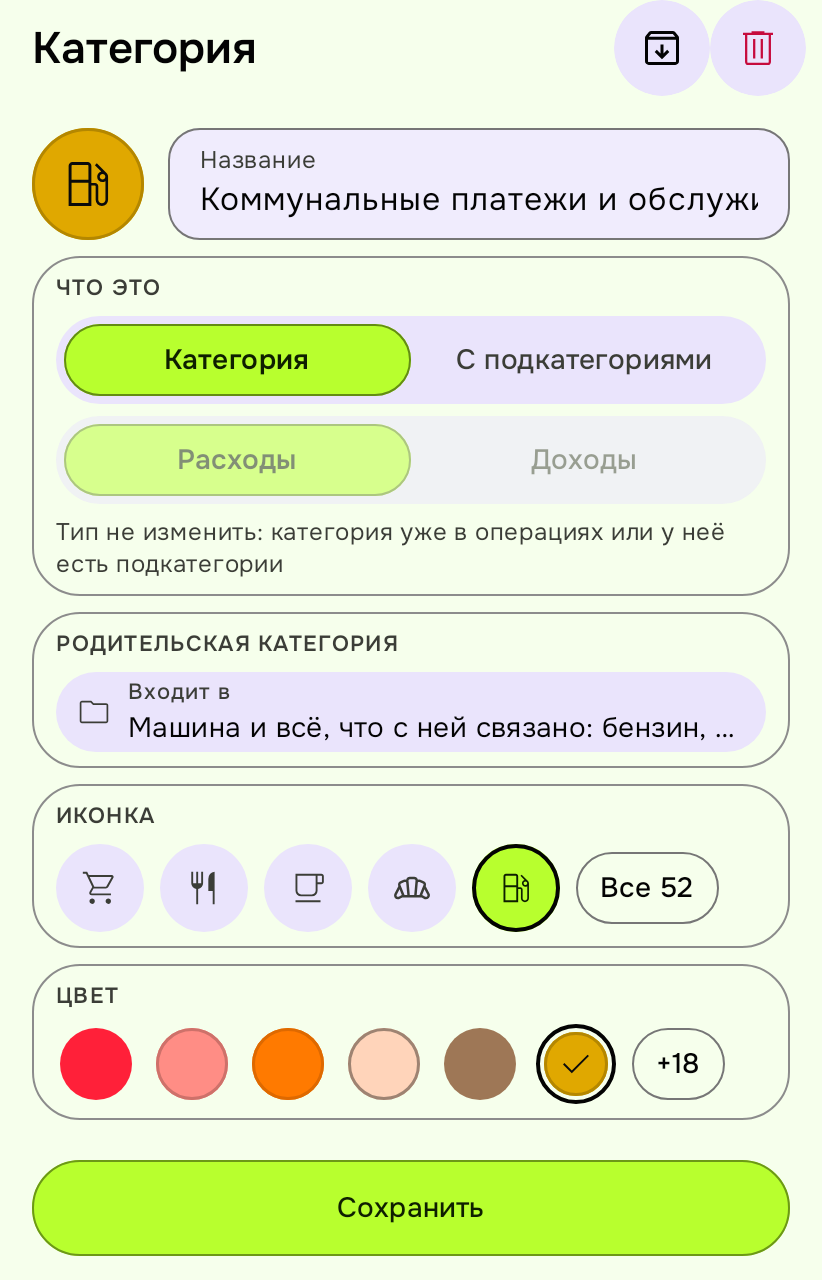 Категория
Название
Коммунальные платежи и обслужи
ЧТО ЭТО
Категория
С подкатегориями
Расходы
Доходы
Тип не изменить: категория уже в операциях или у неё
есть подкатегории
РОДИТЕЛЬСКАЯ КАТЕГОРИЯ
Входит в
Машина и всё, что с ней связано: бензин, ...
ИКОНКА
Все 52
ЦВЕТ
+18
Сохранить